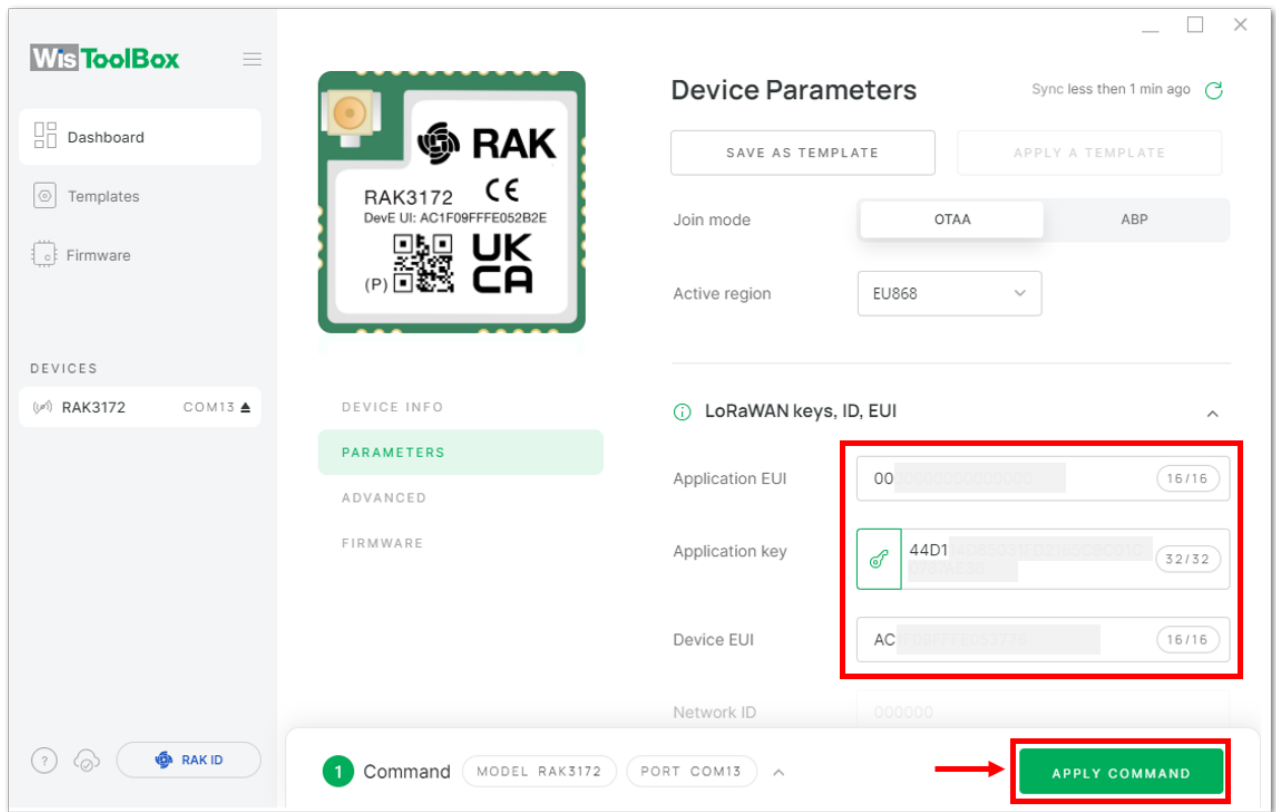 WisToolBox
Dashboard
Templates
Firmware
DEVICES
RAK3172 COM13
?
RAK ID
RAK
RAK3172 CE
DevE UI: AC1F09FFFE052B2E
(P)
UK
CA
DEVICE INFO
PARAMETERS
ADVANCED
FIRMWARE
Device Parameters
Sync less then 1 min ago
SAVE AS TEMPLATE
APPLY A TEMPLATE
Join mode
OTAA
ABP
Active region
EU868
LoRaWAN keys, ID, EUI
Application EUI
00
16/16
Application key
44D1
32/32
Device EUI
AC
16/16
Network ID
000000
1 Command MODEL RAK3172 PORT COM13
APPLY COMMAND